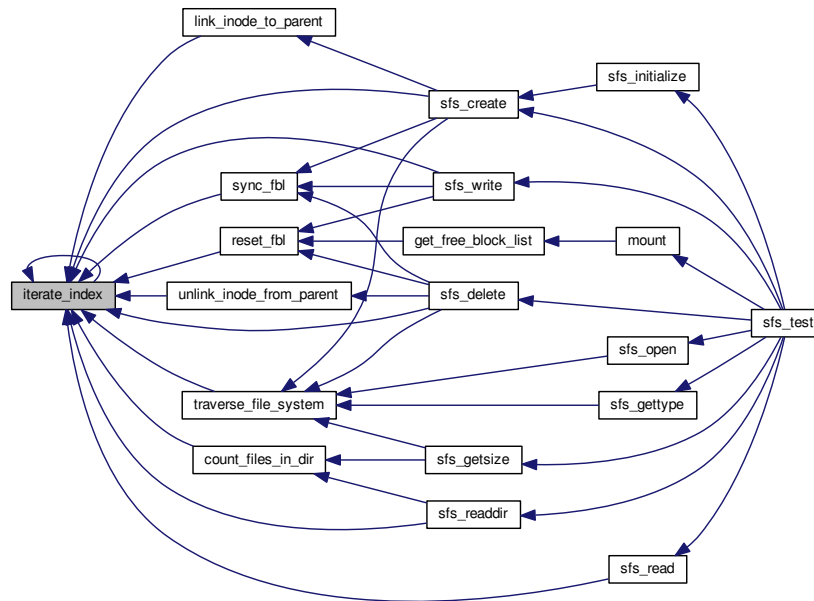 link_inode_to_parent
sfs_initialize
sfs_create
sync_fbl
sfs_write
reset_fbl
get_free_block_list
mount
iterate_index
unlink_inode_from_parent
sfs_delete
sfs_test
sfs_open
traverse_file_system
sfs_gettype
count_files_in_dir
sfs_getsize
sfs_readdir
sfs_read